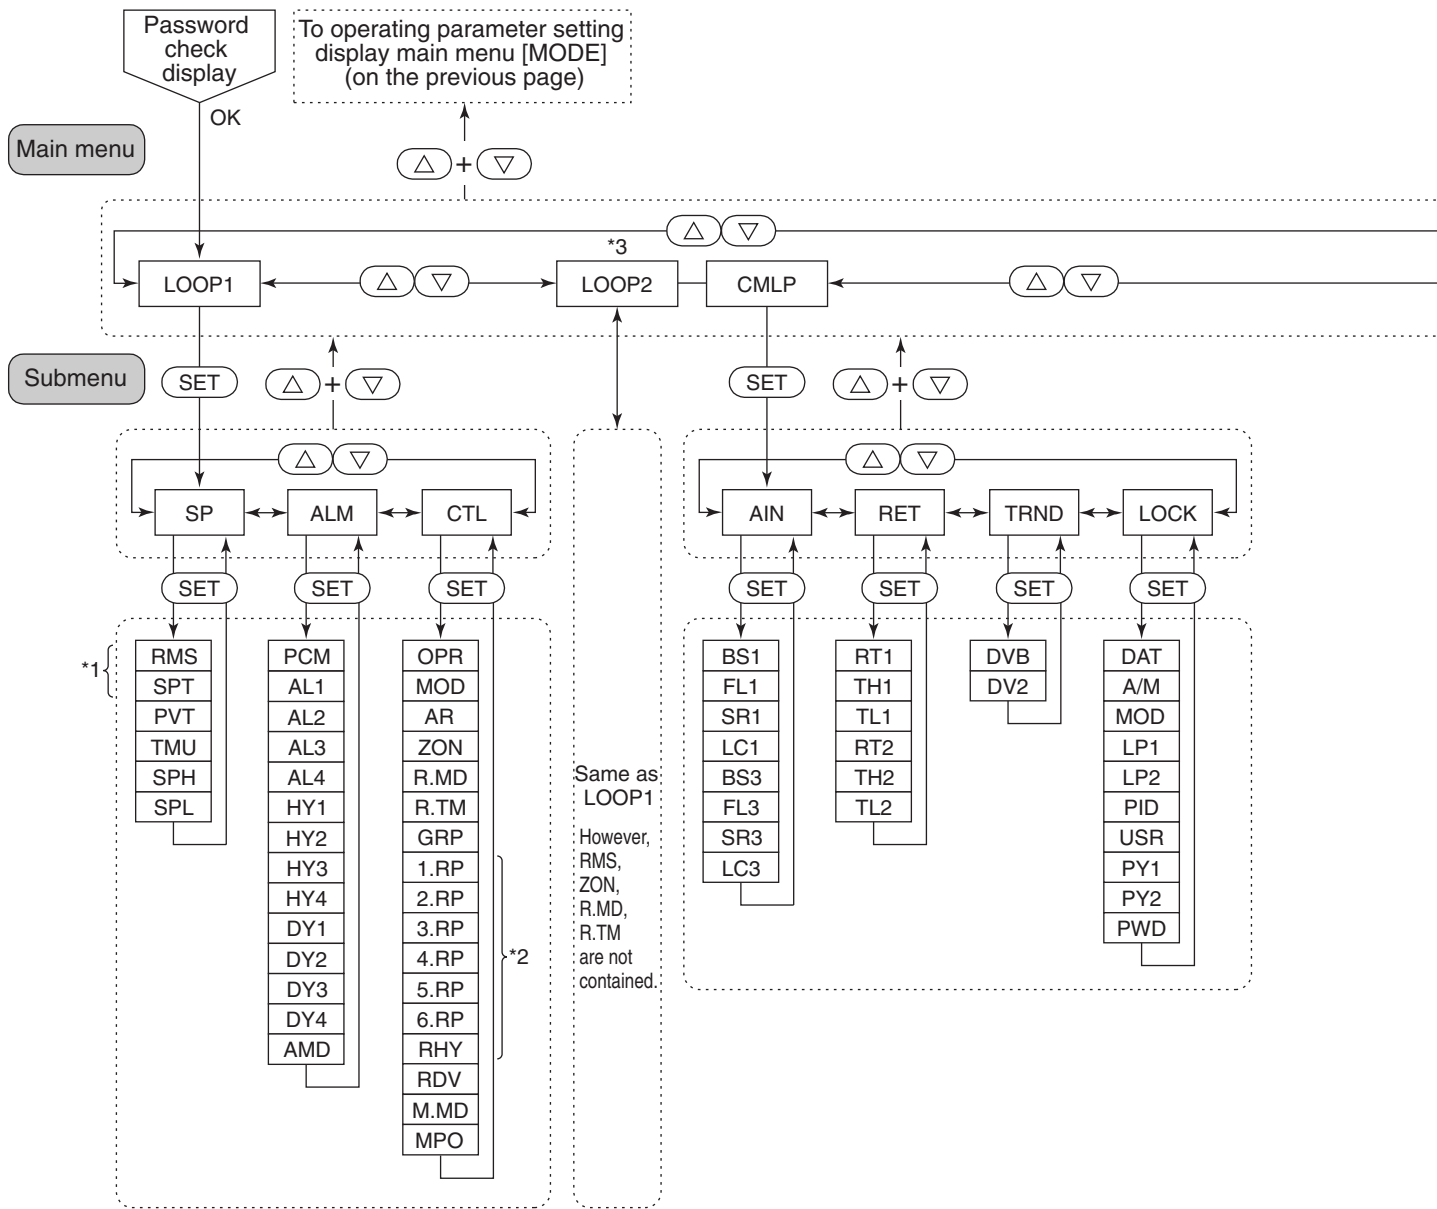 Password
check
display
OK
To operating parameter setting
display main menu [MODE]
(on the previous page)
△ + ▽
Main menu
△ ▽
*3
LOOP1
△ ▽
LOOP2
CMLP
△ ▽
Submenu
SET
△ + ▽
SET
△ + ▽
△ ▽
SP
ALM
CTL
△ ▽
AIN
RET
TRND
LOCK
SET
SET
SET
SET
SET
SET
SET
*1
RMS
SPT
PVT
TMU
SPH
SPL
PCM
AL1
AL2
AL3
AL4
HY1
HY2
HY3
HY4
DY1
DY2
DY3
DY4
AMD
OPR
MOD
AR
ZON
R.MD
R.TM
GRP
1.RP
2.RP
3.RP
4.RP
5.RP
6.RP
RHY
RDV
M.MD
MPO
*2
Same as
LOOP1
However,
RMS,
ZON,
R.MD,
R.TM
are not
contained.
BS1
FL1
SR1
LC1
BS3
FL3
SR3
LC3
RT1
TH1
TL1
RT2
TH2
TL2
DVB
DV2
DAT
A/M
MOD
LP1
LP2
PID
USR
PY1
PY2
PWD